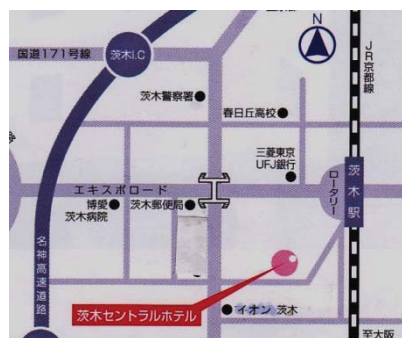 N
国道171号線
茨木I.C
JR京都線
茨木警察署
春日丘高校
三菱東京
UFJ銀行
ロータリー
茨木駅
エキスポロード
博愛
茨木病院
茨木郵便局
名神高速道路
茨木セントラルホテル
イオン 茨木
至大阪